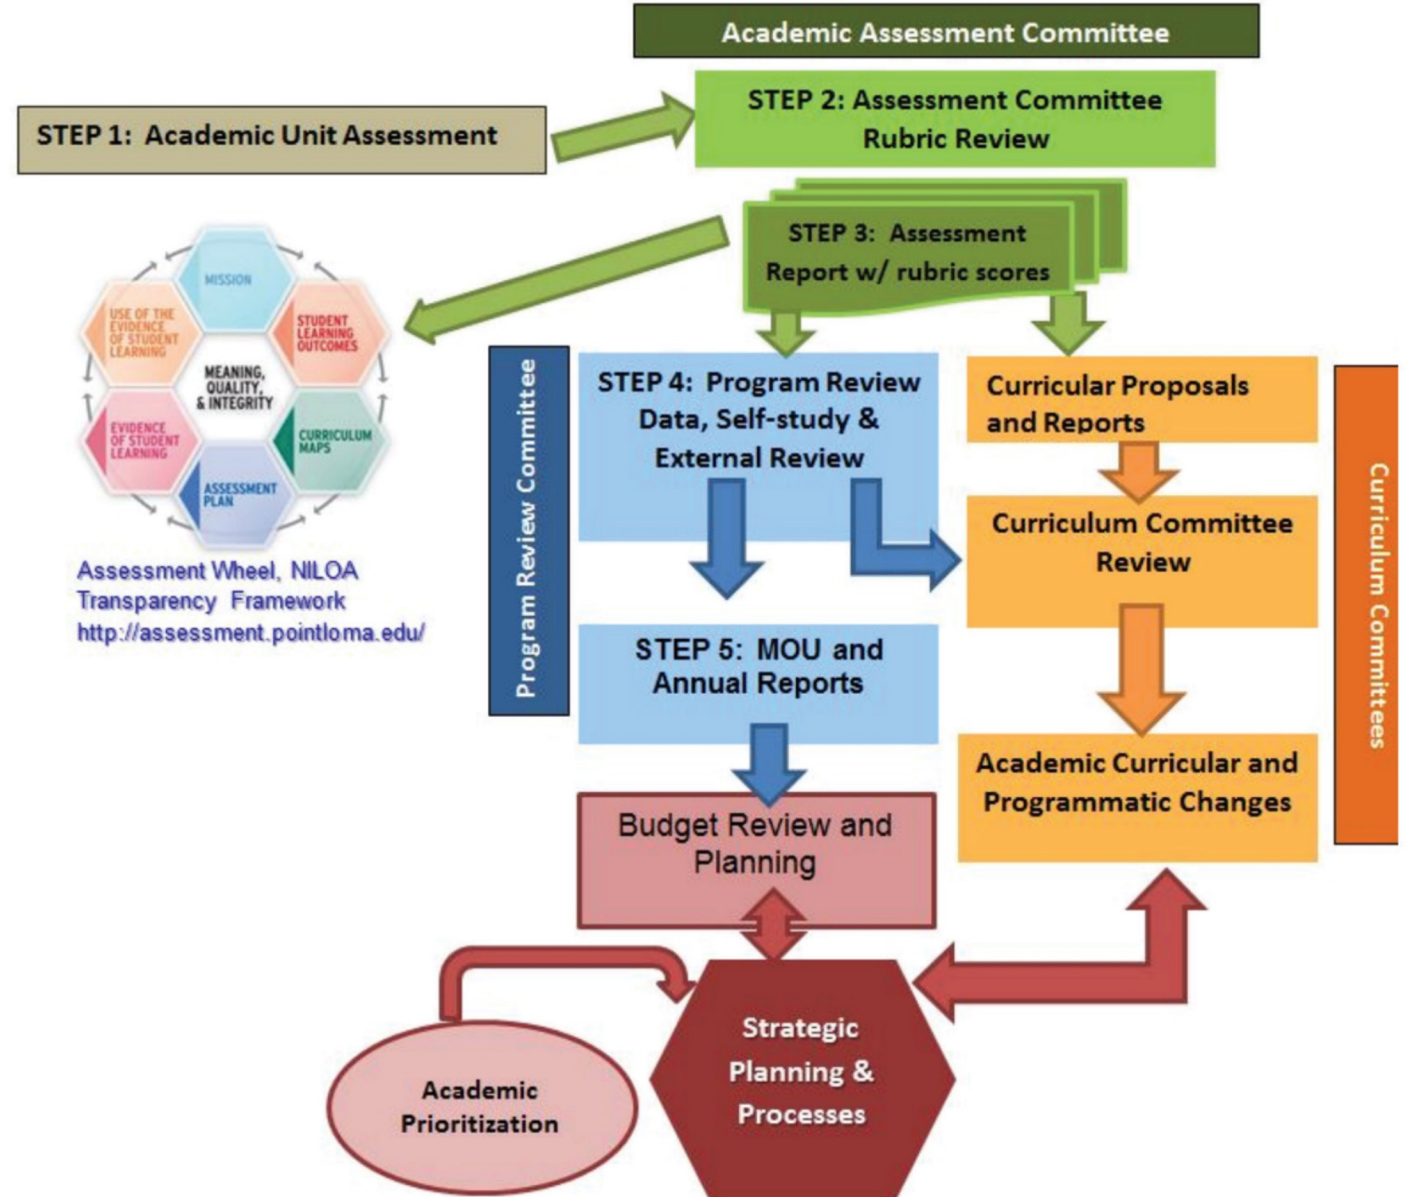 Academic Assessment Committee
STEP 1:  Academic Unit Assessment
STEP 2: Assessment Committee
Rubric Review
STEP 3:  Assessment
Report w/ rubric scores
MISSION
USE OF THE
EVIDENCE
OF STUDENT
LEARNING
STUDENT
LEARNING
OUTCOMES
MEANING,
QUALITY,
& INTEGRITY
EVIDENCE
OF STUDENT
LEARNING
CURRICULUM
MAPS
ASSESSMENT
PLAN
Assessment Wheel, NILOA
Transparency Framework
http://assessment.pointloma.edu/
Program Review Committee
STEP 4:  Program Review
Data, Self-study &
External Review
Curricular Proposals
and Reports
Curriculum Committee
Review
Curriculum Committees
STEP 5:  MOU and
Annual Reports
Academic Curricular and
Programmatic Changes
Budget Review and
Planning
Strategic
Planning &
Processes
Academic
Prioritization